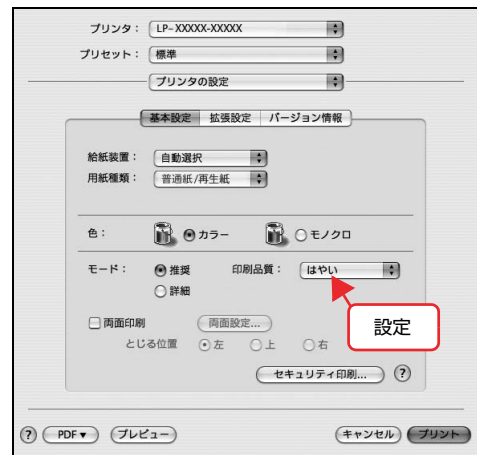 プリンタ： LP-XXXXX-XXXXX
プリセット： 標準
プリンタの設定
基本設定 拡張設定 バージョン情報
給紙装置： 自動選択
用紙種類： 普通紙/再生紙
色： カラー モノクロ
モード： 推奨 印刷品質： はやい
詳細
設定
両面印刷 両面設定...
とじる位置 左 上 右
セキュリティ印刷... ?
? PDF▼ プレビュー キャンセル プリント